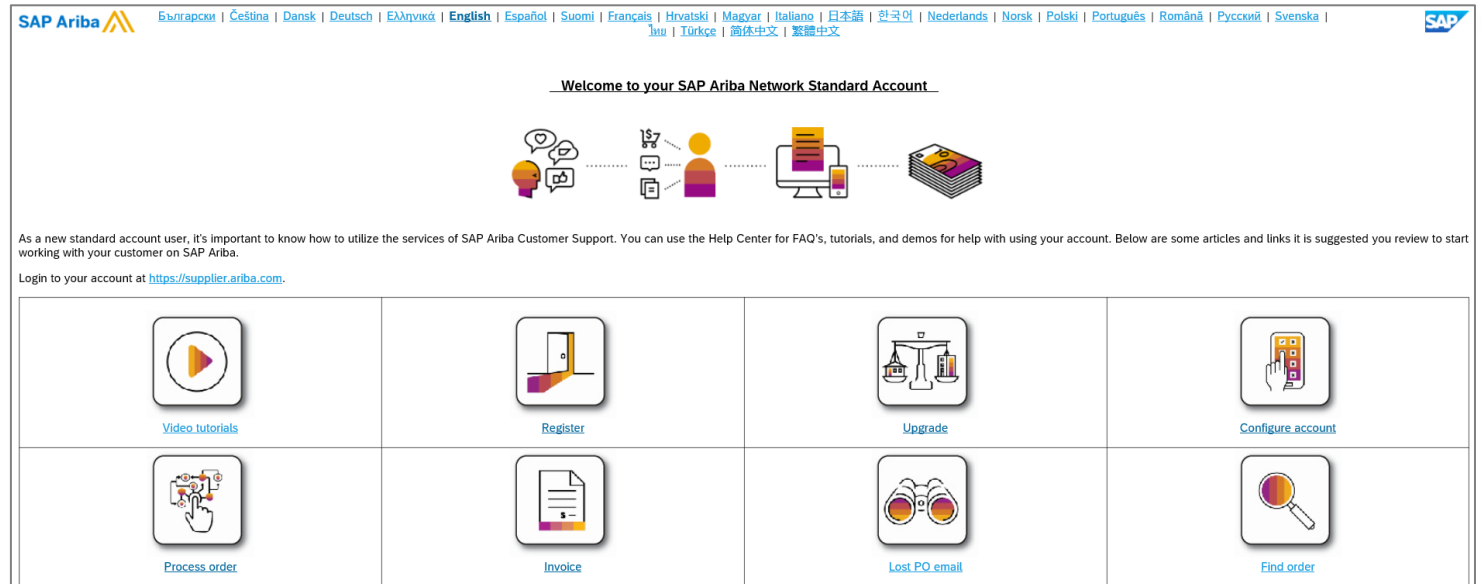 SAP Ariba
Български | Čeština | Dansk | Deutsch | Ελληνικά | English | Español | Suomi | Français | Hrvatski | Magyar | Italiano | 日本語 | 한국어 | Nederlands | Norsk | Polski | Português | Română | Русский | Svenska |
ไทย | Türkçe | 简体中文 | 繁體中文
SAP
Welcome to your SAP Ariba Network Standard Account
As a new standard account user, it's important to know how to utilize the services of SAP Ariba Customer Support. You can use the Help Center for FAQ's, tutorials, and demos for help with using your account. Below are some articles and links it is suggested you review to start
working with your customer on SAP Ariba.
Login to your account at https://supplier.ariba.com.
Video tutorials
Register
Upgrade
Configure account
Process order
Invoice
Lost PO email
Find order